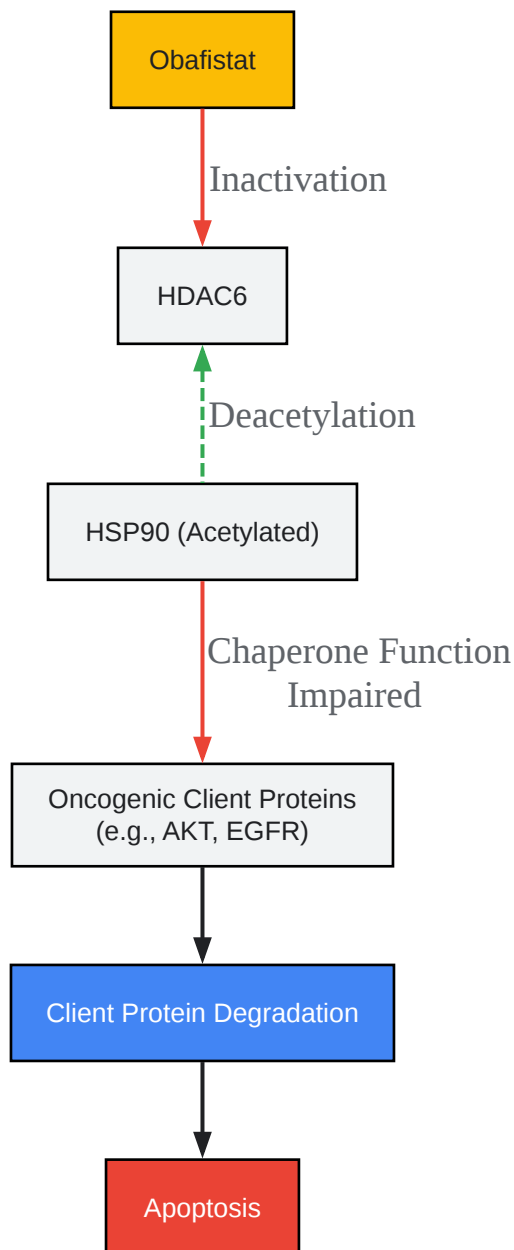 Obafistat
Inactivation
HDAC6
Deacetylation
HSP90 (Acetylated)
Chaperone Function
Impaired
Oncogenic Client Proteins
(e.g., AKT, EGFR)
Client Protein Degradation
Apoptosis